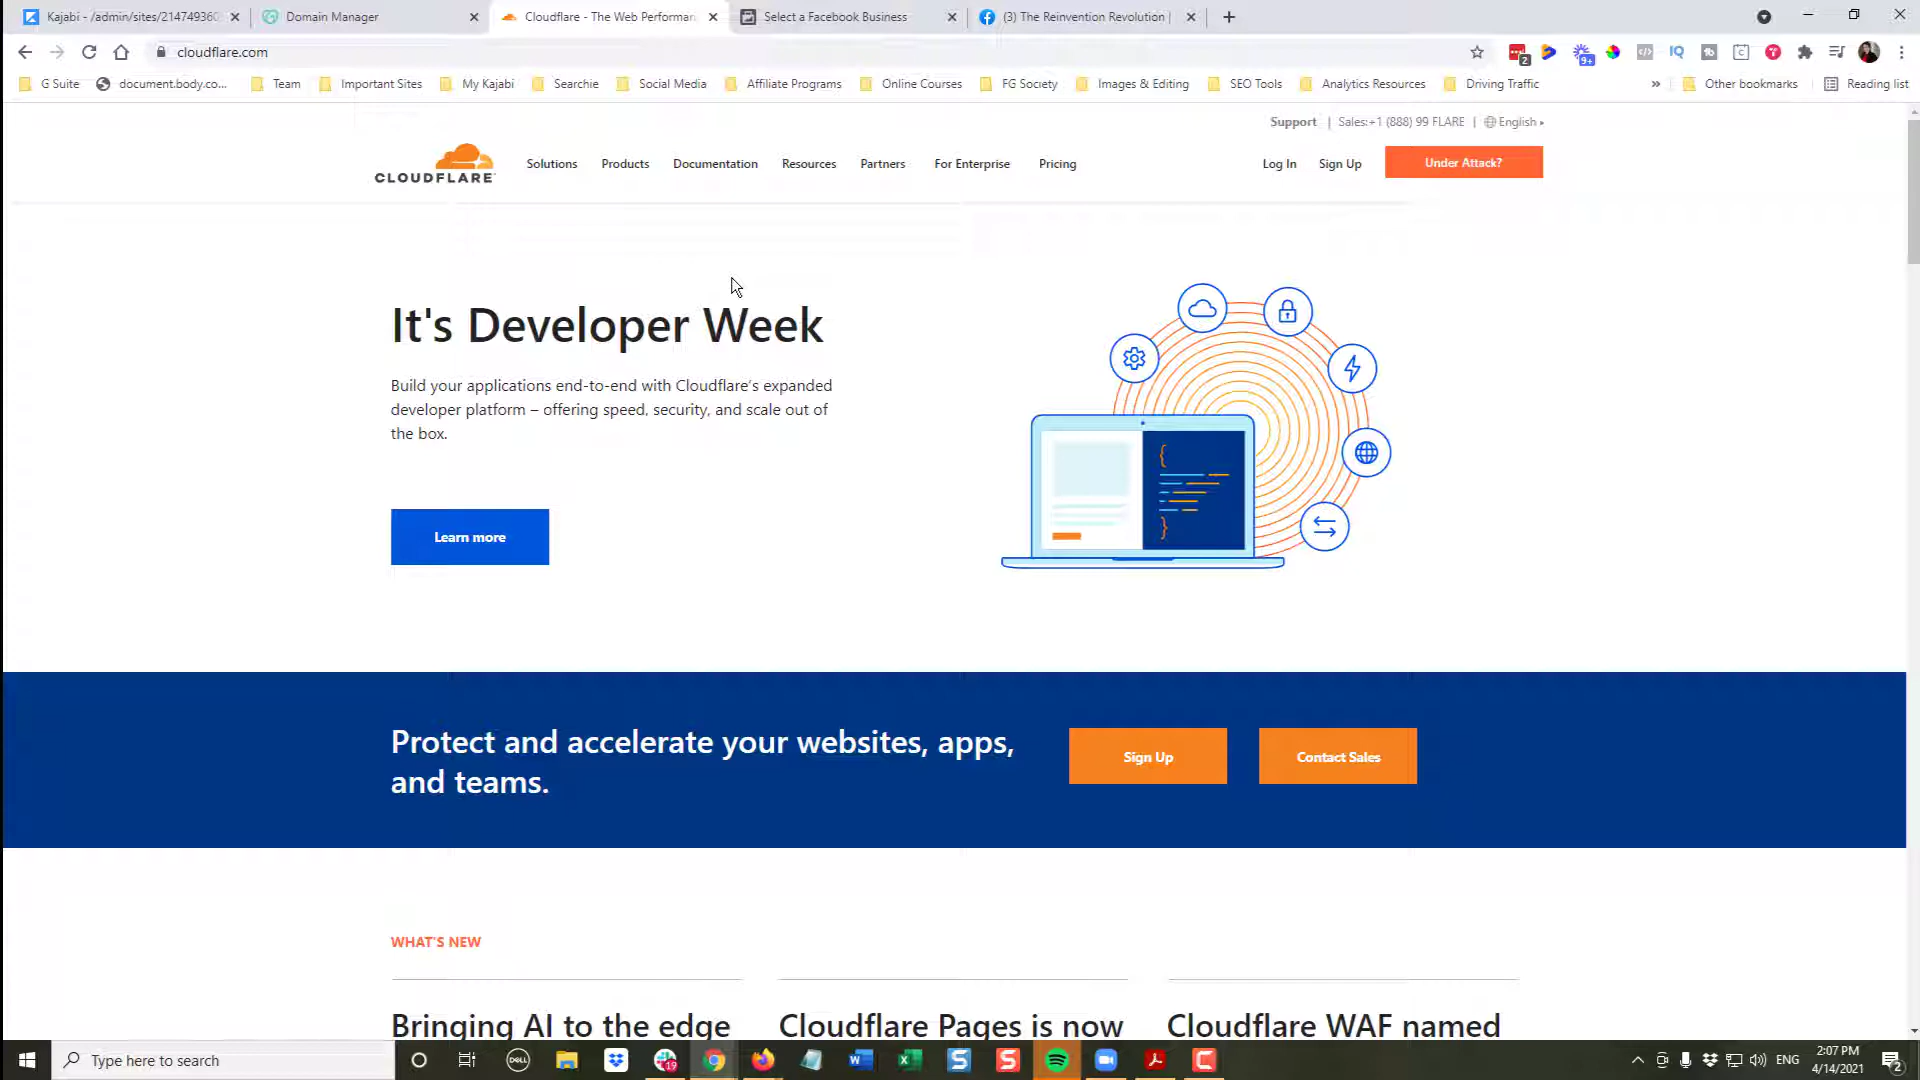 Kajabi - /admin/sites/214749360
Domain Manager
Cloudflare - The Web Performan
Select a Facebook Business
(3) The Reinvention Revolution |
cloudflare.com
2
9+
G Suite
document.body.co...
Team
Important Sites
My Kajabi
Searchie
Social Media
Affiliate Programs
Online Courses
FG Society
Images & Editing
SEO Tools
Analytics Resources
Driving Traffic
»
Other bookmarks
Reading list
Support | Sales:+1 (888) 99 FLARE | English
CLOUDFLARE
Solutions Products Documentation Resources Partners For Enterprise Pricing
Log In Sign Up Under Attack?
It's Developer Week
Build your applications end-to-end with Cloudflare's expanded
developer platform – offering speed, security, and scale out of
the box.
Learn more
{
}
Protect and accelerate your websites, apps,
and teams.
Sign Up
Contact Sales
WHAT'S NEW
Bringing AI to the edge
Cloudflare Pages is now
Cloudflare WAF named
Type here to search
DELL
19
ENG
2:07 PM
4/14/2021
2